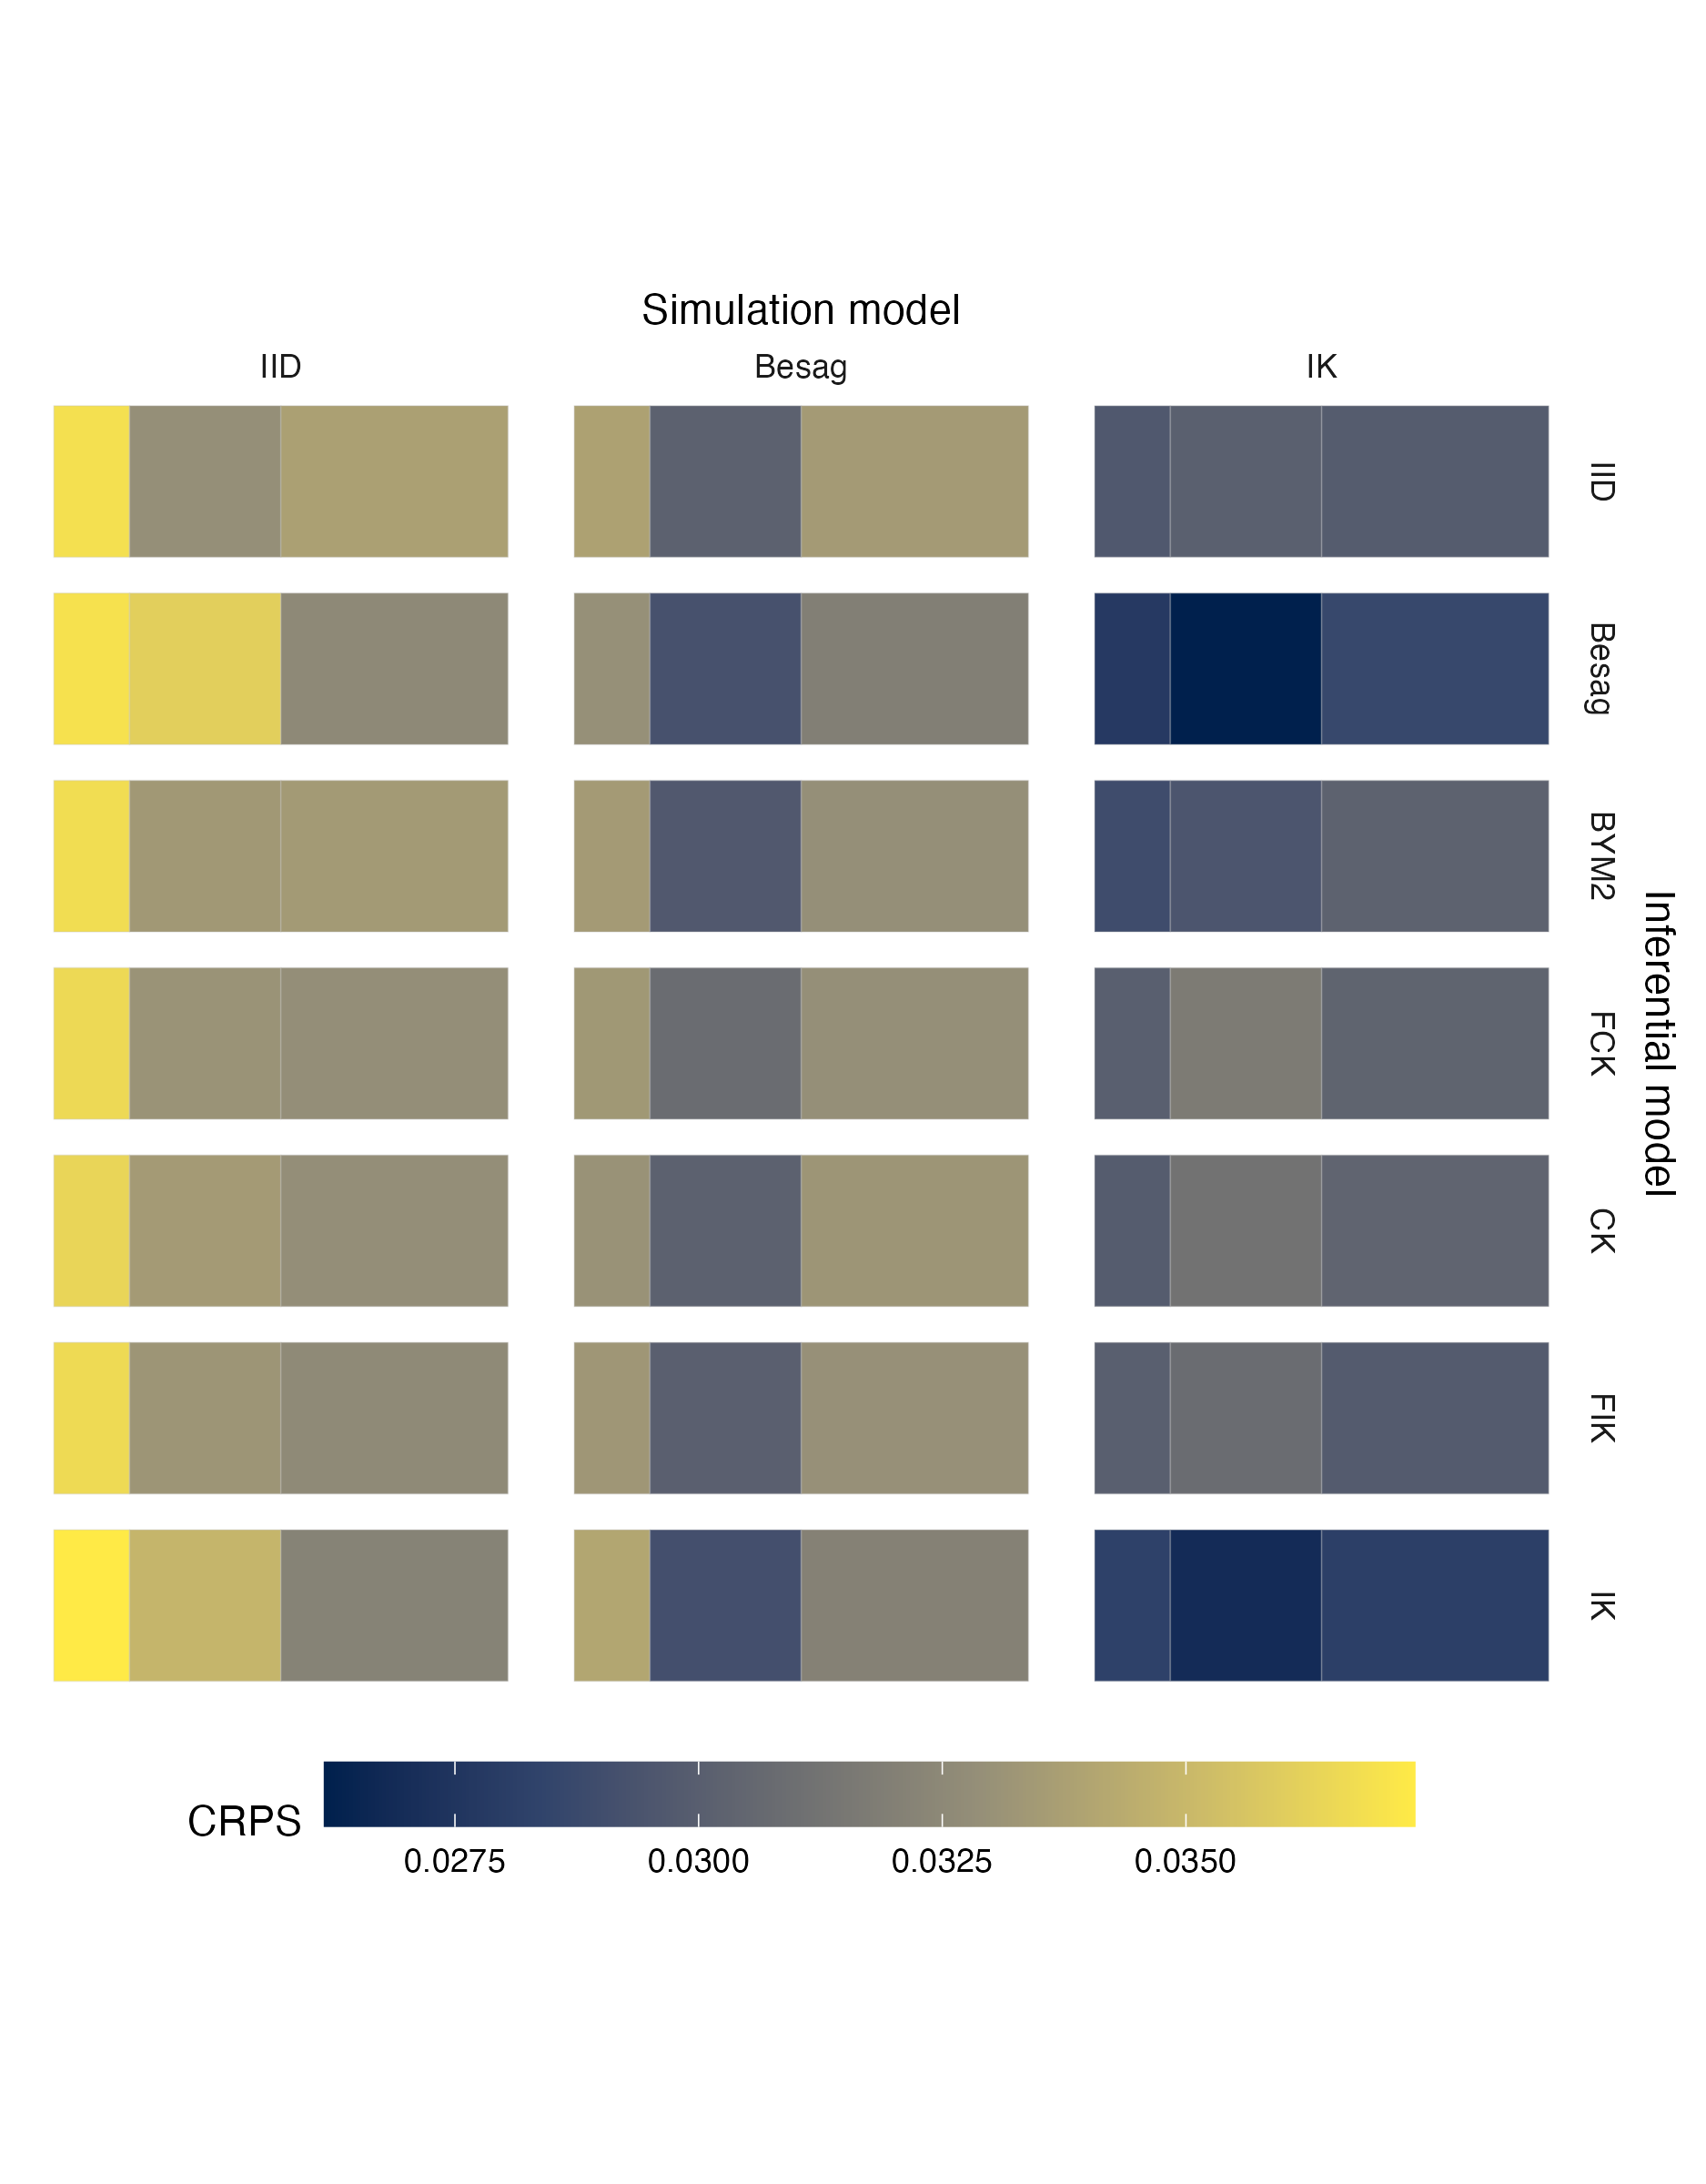 Simulation model
IID Besag IK
IID
Besag
BYM2
FCK
CK
FIK
IK
Inferential model
CRPS
0.0275 0.0300 0.0325 0.0350